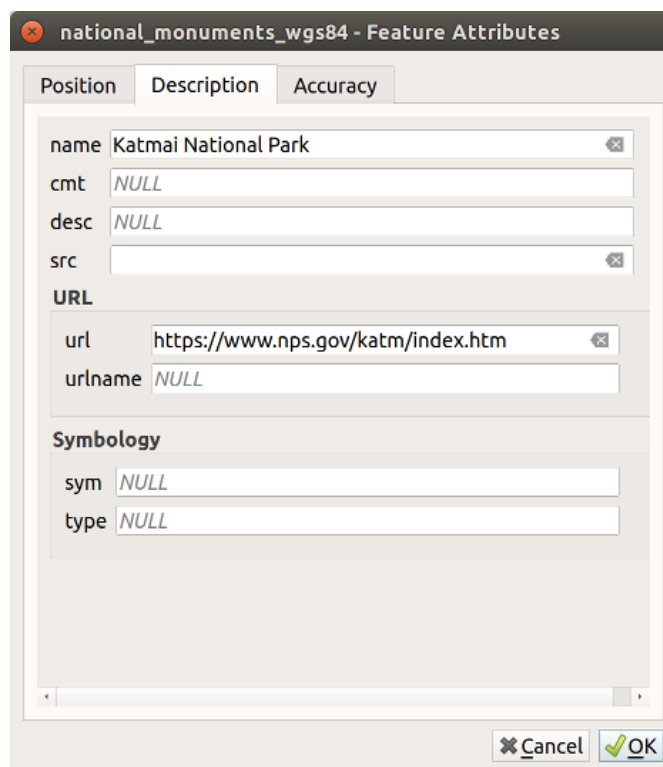 national_monuments_wgs84 - Feature Attributes
Position Description Accuracy
name Katmai National Park
cmt NULL
desc NULL
src
URL
url https://www.nps.gov/katm/index.htm
urlname NULL
Symbology
sym NULL
type NULL
Cancel OK